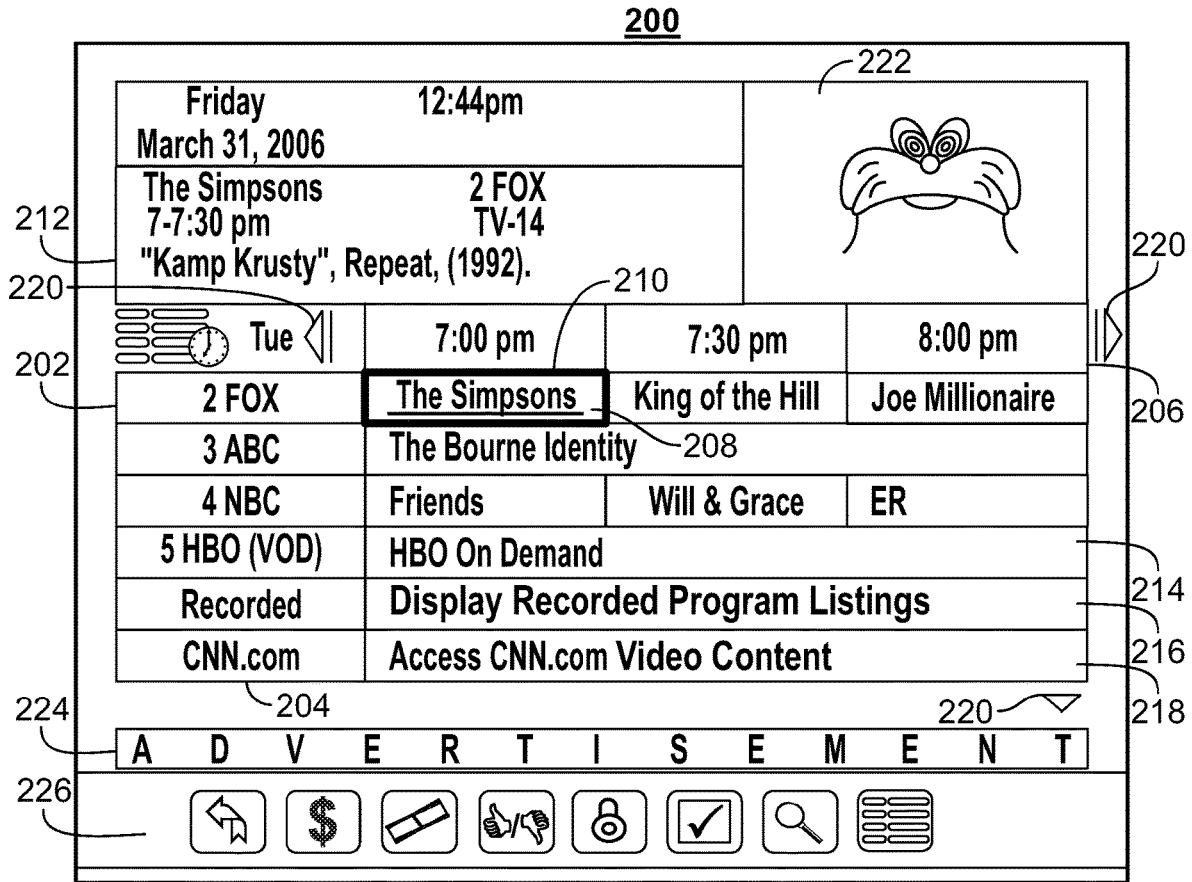 200
222
Friday 12:44pm
March 31, 2006
The Simpsons 2 FOX
212
7-7:30 pm TV-14
220
"Kamp Krusty", Repeat, (1992).
220
210
Tue 7:00 pm 7:30 pm 8:00 pm
202
2 FOX The Simpsons King of the Hill Joe Millionaire
206
3 ABC The Bourne Identity
208
4 NBC Friends Will & Grace ER
5 HBO (VOD) HBO On Demand
214
Recorded Display Recorded Program Listings
216
CNN.com Access CNN.com Video Content
218
204
220
224
A D V E R T I S E M E N T
226
$ /